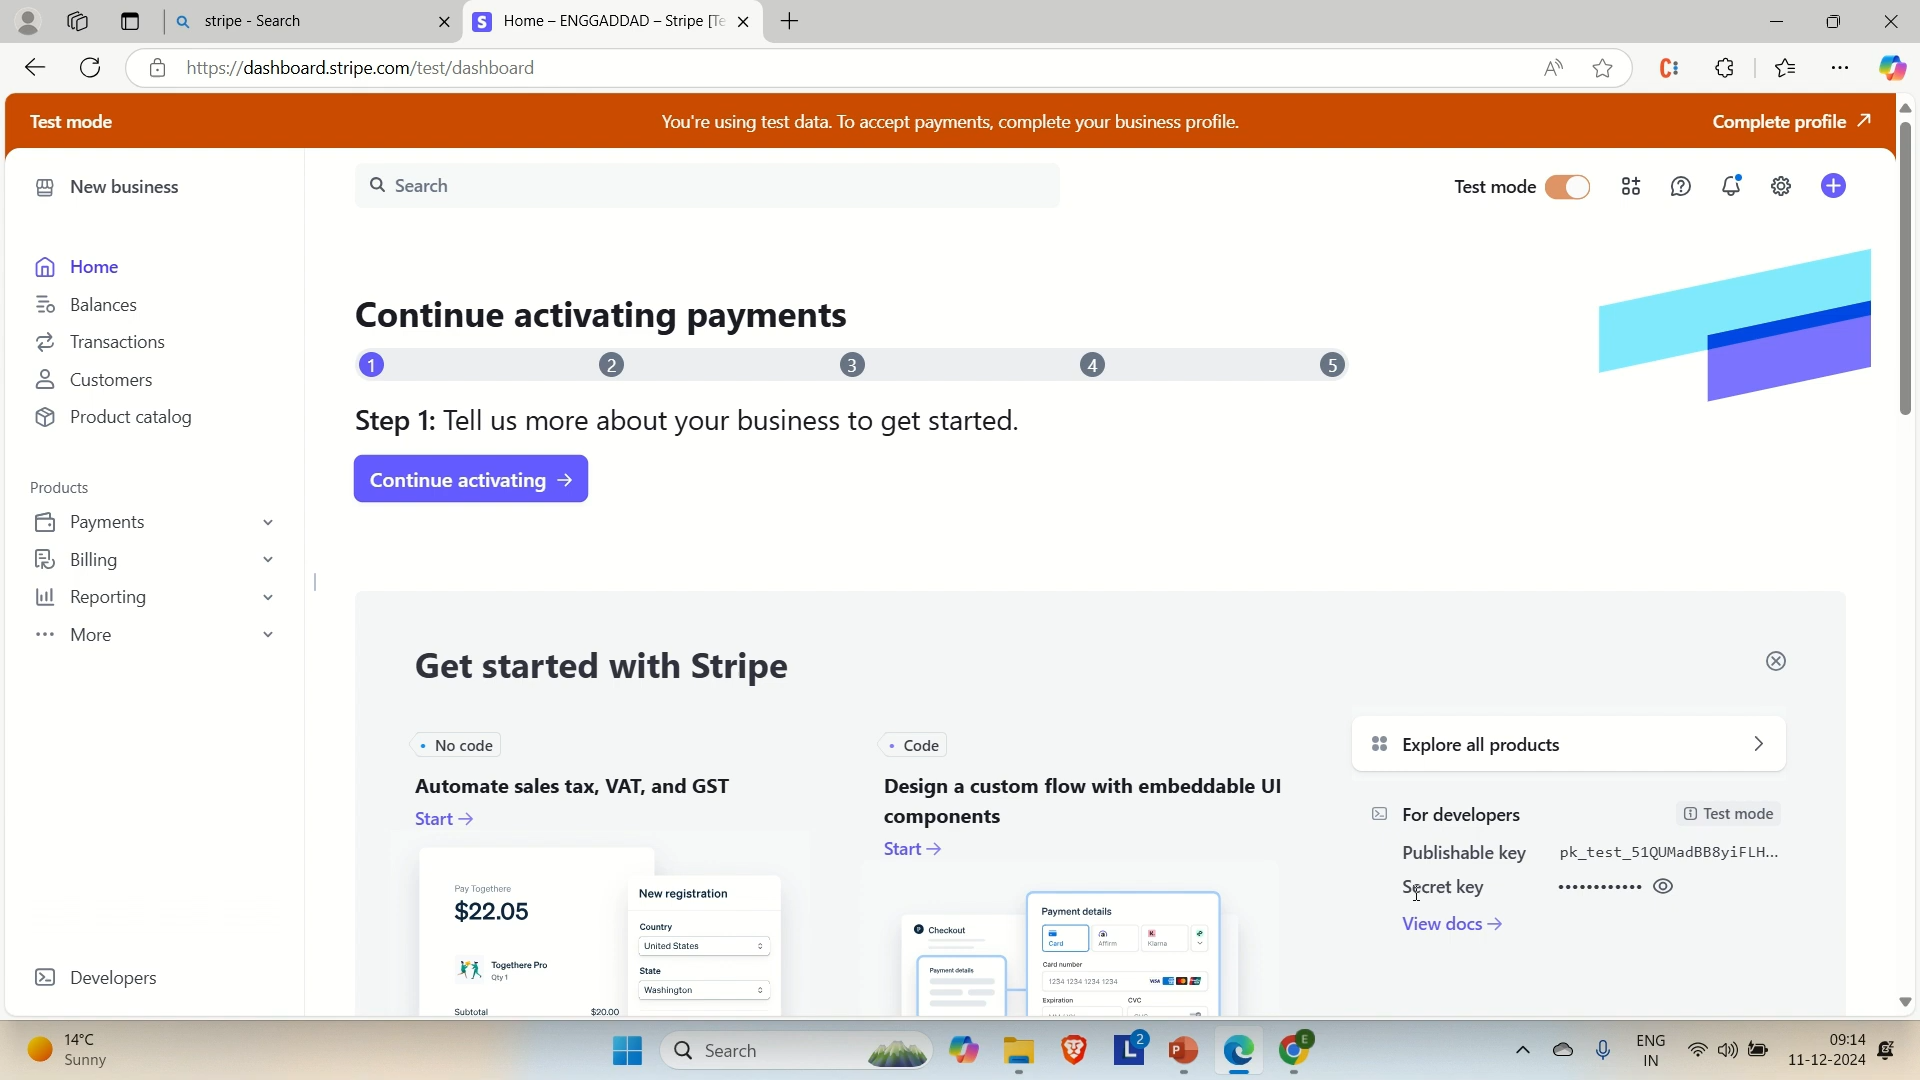 stripe - Search
Home – ENGGADDAD – Stripe [Te
https://dashboard.stripe.com/test/dashboard
Test mode
You're using test data. To accept payments, complete your business profile.
Complete profile
New business
Search
Test mode
Home
Balances
Transactions
Customers
Product catalog
Products
Payments
Billing
Reporting
More
Developers
Continue activating payments
1 2 3 4 5
Step 1: Tell us more about your business to get started.
Continue activating →
Get started with Stripe
No code
Automate sales tax, VAT, and GST
Start →
Pay Togethere
$22.05
Togethere Pro
Qty 1
Subtotal $20.00
New registration
Country
United States
State
Washington
Code
Design a custom flow with embeddable UI
components
Start →
Checkout
Payment details
Payment details
Card
Affirm
Klarna
Card number
1234 1234 1234 1234
VISA
Expiration
CVC
Explore all products
For developers
Test mode
Publishable key pk_test_51QUMadBB8yiFLH...
Secret key ••••••••••••
View docs →
14°C
Sunny
Search
2
E
ENG
IN
09:14
11-12-2024